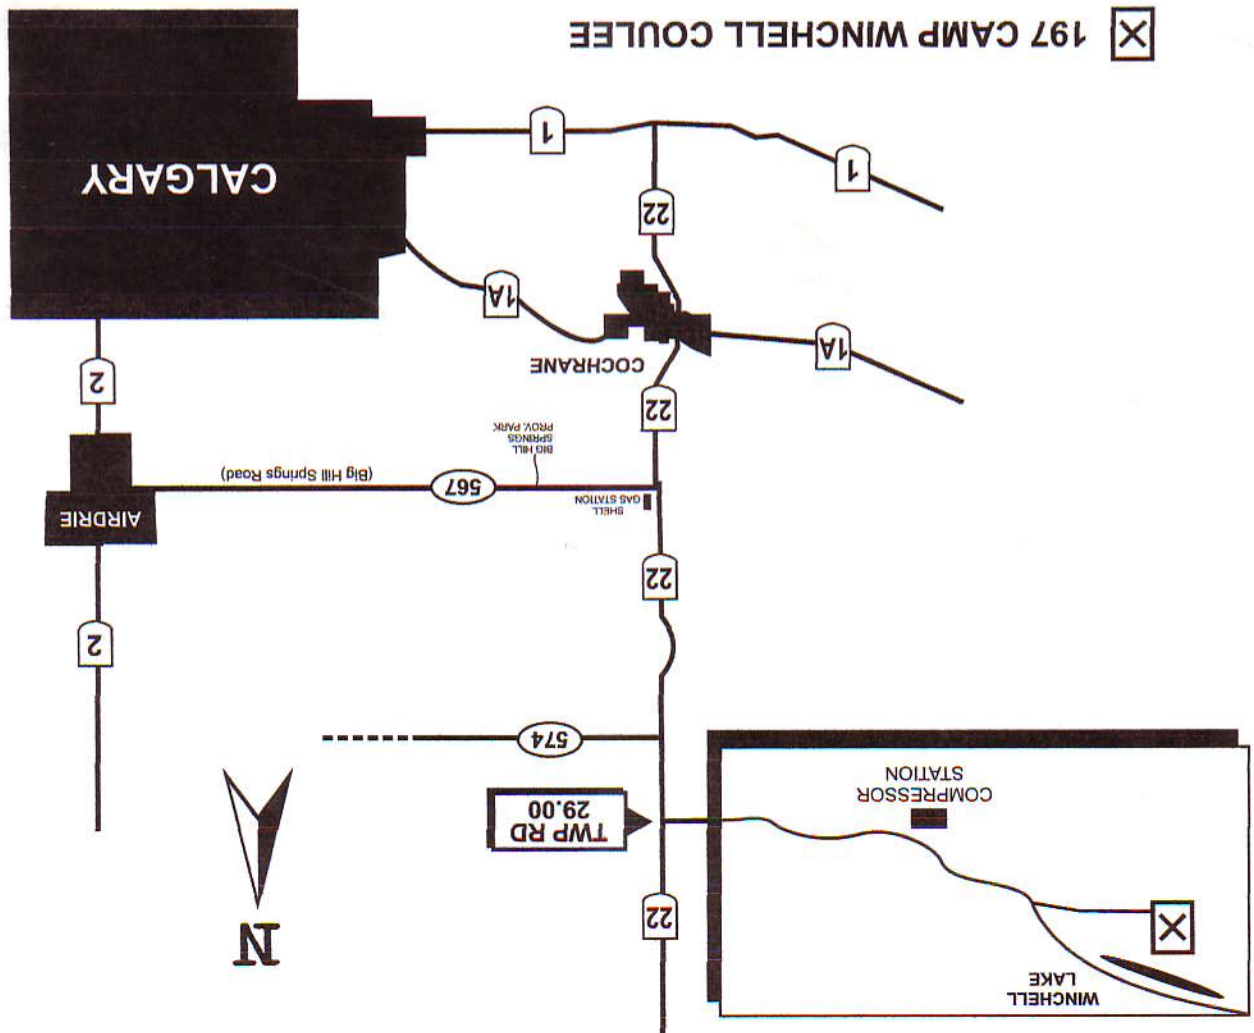 WINCHELL
LAKE
N
22
TWP RD
29.00
COMPRESSOR
STATION
574
2
22
AIRDRIE
SHELL
GAS STATION
567
(Big Hill Springs Road)
BIG HILL
SPRINGS
PROV. PARK
22
2
COCHRANE
1A
1A
22
CALGARY
1
1
197 CAMP WINCHELL COULEE